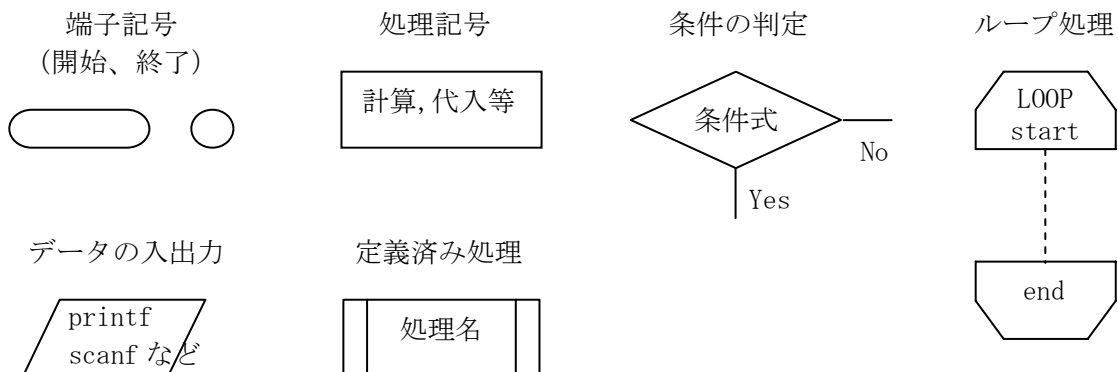 端子記号
(開始、終了)
処理記号
計算,代入等
条件の判定
条件式
No
Yes
ループ処理
LOOP
start
end
データの入出力
printf
scanf など
定義済み処理
処理名